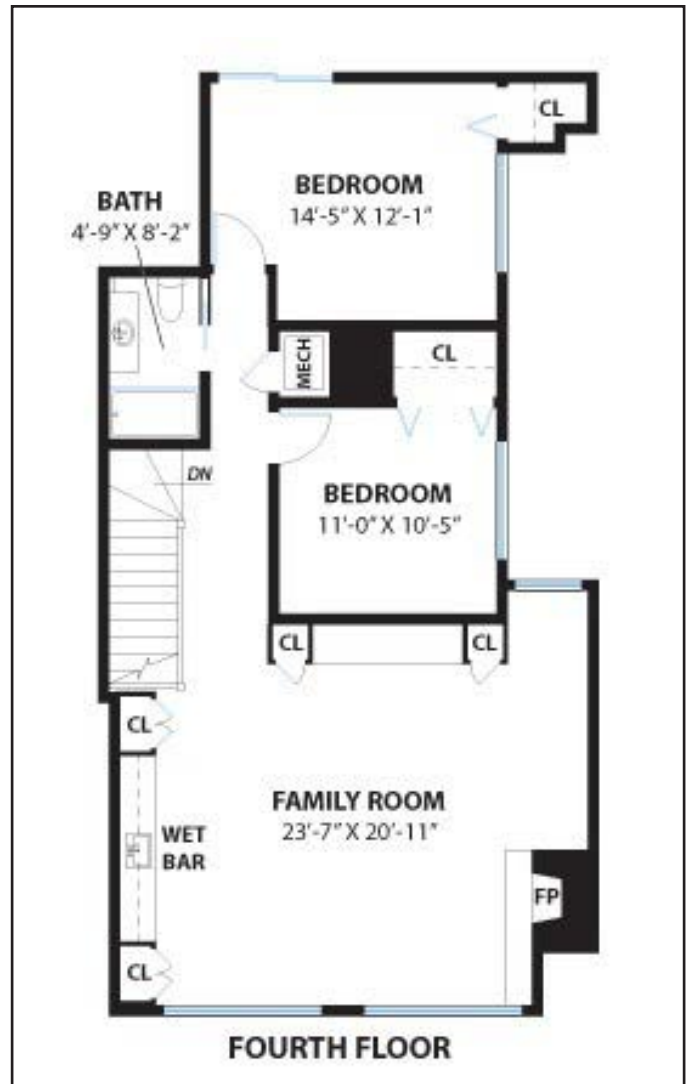 CL
BEDROOM
14'-5" X 12'-1"
BATH
4'-9" X 8'-2"
MECH
CL
DN
BEDROOM
11'-0" X 10'-5"
CL
CL
CL
FAMILY ROOM
23'-7" X 20'-11"
WET
BAR
FP
CL
FOURTH FLOOR